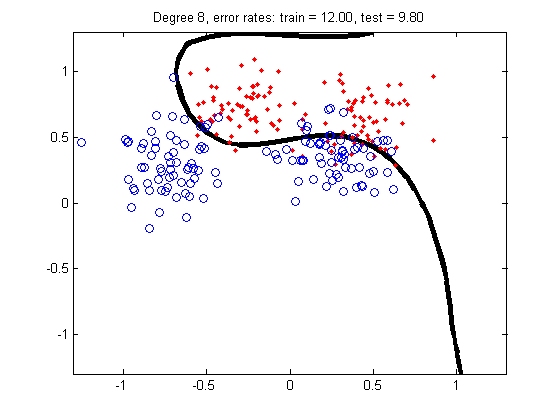 Degree 8, error rates: train = 12.00, test = 9.80
1
0.5
0
-0.5
-1
-1 -0.5 0 0.5 1